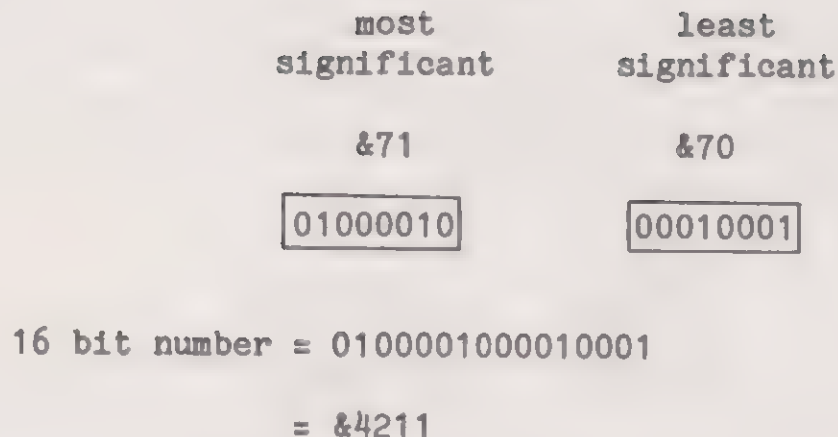 most least
significant significant
&71 &70
01000010 00010001
16 bit number = 0100001000010001
= &4211